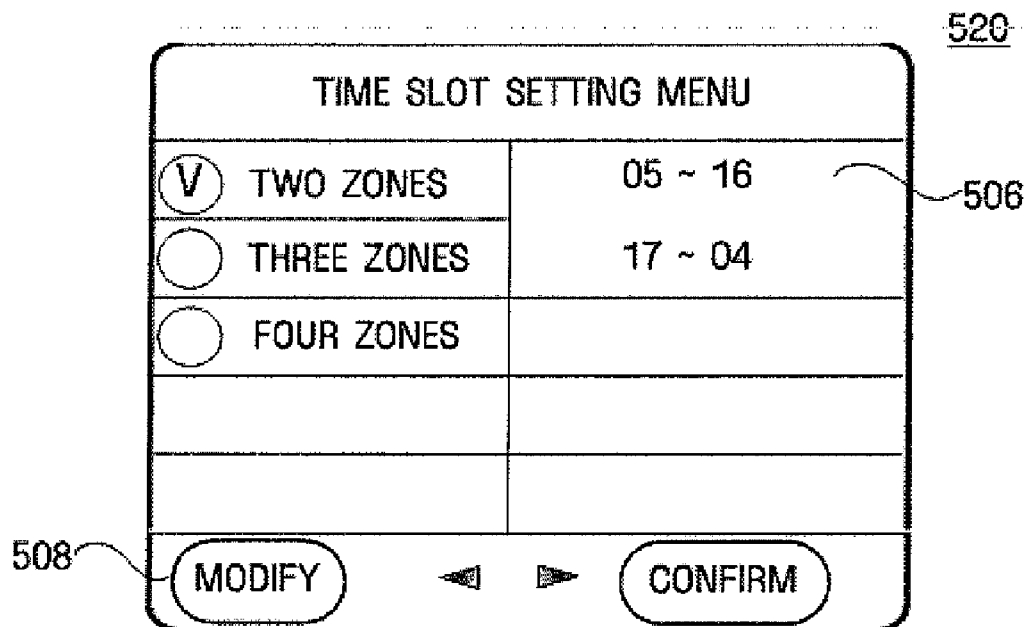 520
TIME SLOT SETTING MENU
V TWO ZONES 05 ~ 16
506
THREE ZONES 17 ~ 04
FOUR ZONES
508
MODIFY CONFIRM